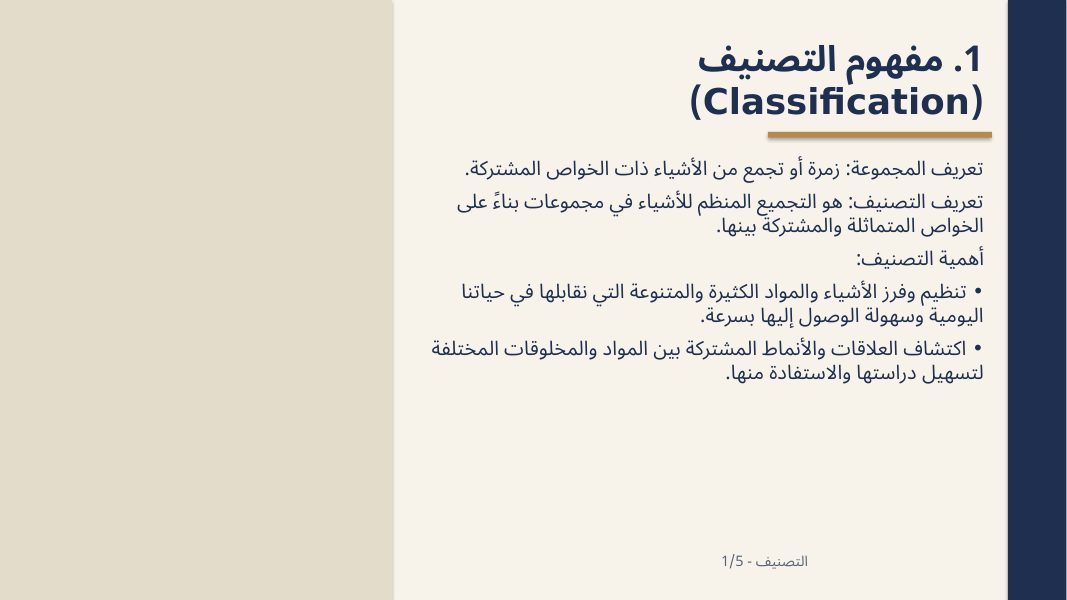 1. مفهوم التصنيف
(Classification)
تعريف المجموعة: زمرة أو تجمع من الأشياء ذات الخواص المشتركة.
تعريف التصنيف: هو التجميع المنظم للأشياء في مجموعات بناءً على
الخواص المتماثلة والمشتركة بينها.
أهمية التصنيف:
• تنظيم وفرز الأشياء والمواد الكثيرة والمتنوعة التي نقابلها في حياتنا
اليومية وسهولة الوصول إليها بسرعة.
• اكتشاف العلاقات والأنماط المشتركة بين المواد والمخلوقات المختلفة
لتسهيل دراستها والاستفادة منها.
التصنيف - 1/5